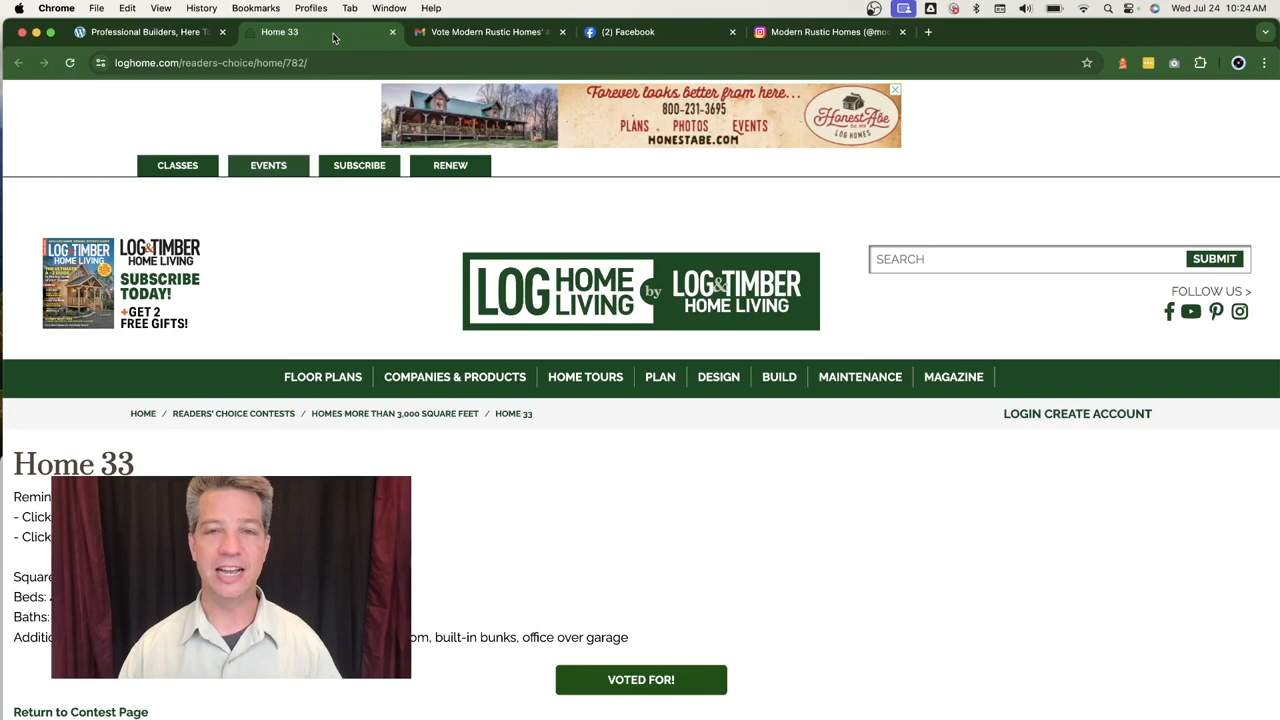 Chrome File Edit View History Bookmarks Profiles Tab Window Help Wed Jul 24 10:24 AM
Professional Builders, Here T
Home 33
Vote Modern Rustic Homes'
(2) Facebook
Modern Rustic Homes (@mod
loghome.com/readers-choice/home/782/
Forever looks better from here...
800-231-3695
PLANS PHOTOS EVENTS
HONESTABE.COM
Honest Abe
LOG HOMES
CLASSES
EVENTS
SUBSCRIBE
RENEW
LOG & TIMBER
HOME LIVING
LOG & TIMBER
HOME LIVING
SUBSCRIBE
TODAY!
+GET 2
FREE GIFTS!
LOG HOME LIVING by LOG & TIMBER HOME LIVING
SEARCH
SUBMIT
FOLLOW US >
FLOOR PLANS
COMPANIES & PRODUCTS
HOME TOURS
PLAN
DESIGN
BUILD
MAINTENANCE
MAGAZINE
HOME / READERS' CHOICE CONTESTS / HOMES MORE THAN 3,000 SQUARE FEET / HOME 33
LOGIN CREATE ACCOUNT
Home 33
Remin
- Click
- Click
Square
Beds:
Baths:
Additio om, built-in bunks, office over garage
VOTED FOR!
Return to Contest Page